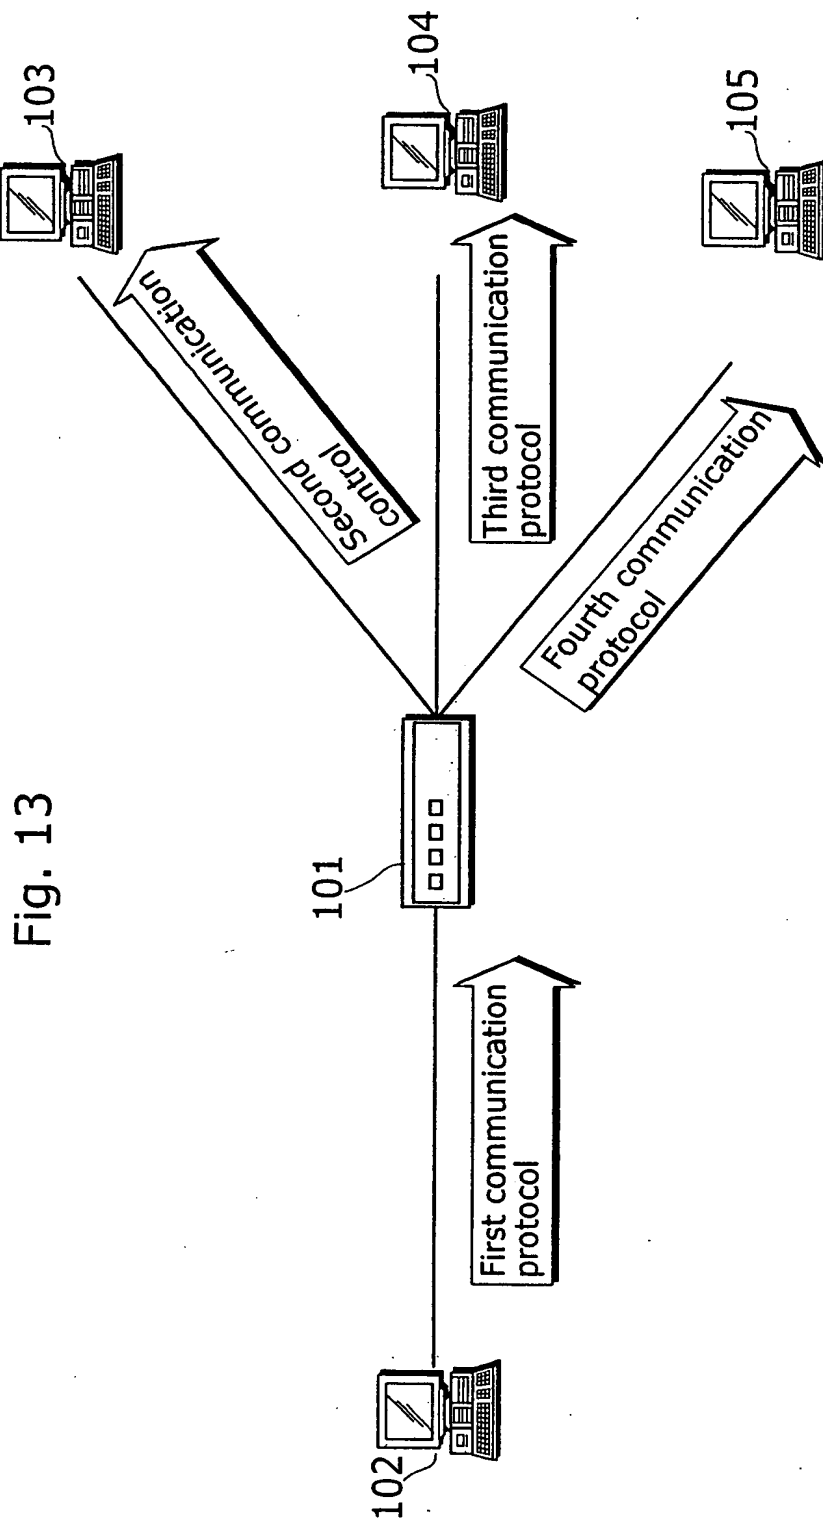 Fig. 13
102
First communication
protocol
101
Second communication
control
103
Third communication
protocol
104
Fourth communication
protocol
105